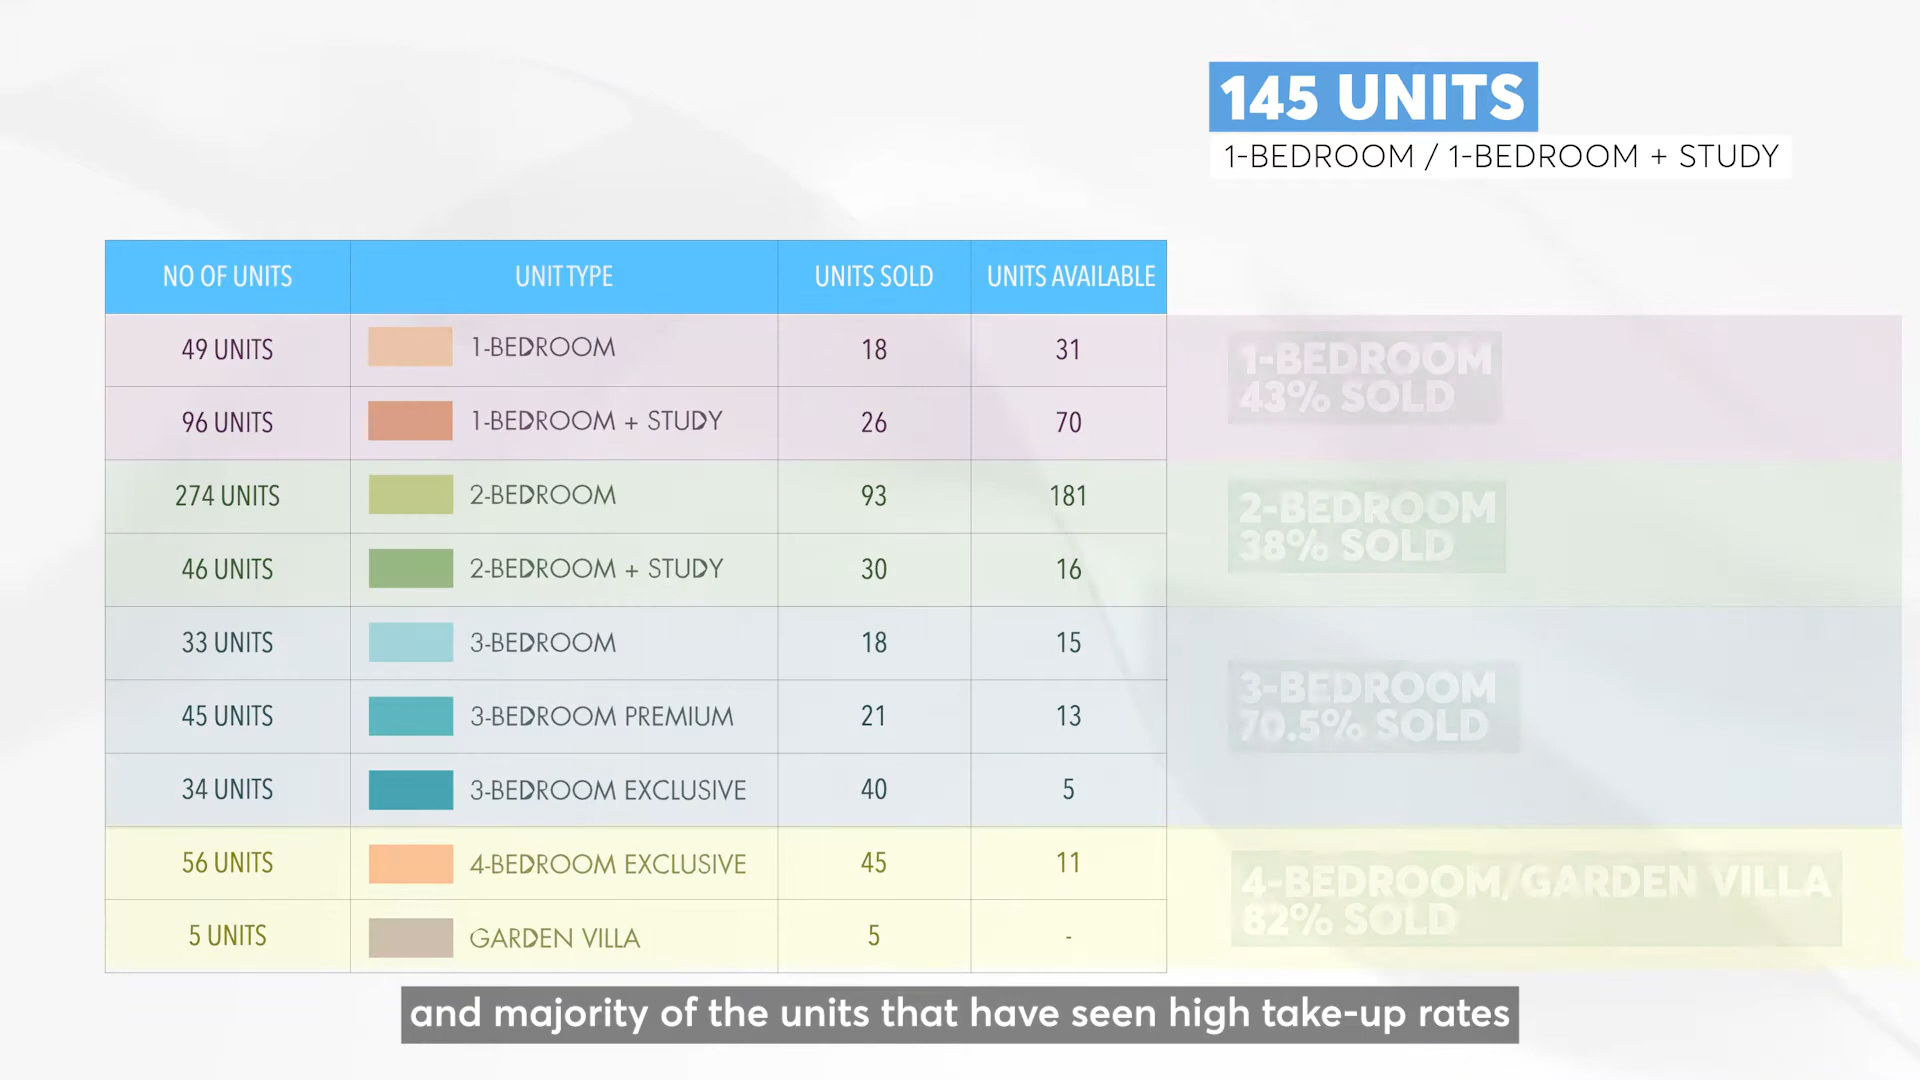 145 UNITS
1-BEDROOM / 1-BEDROOM + STUDY
NO OF UNITS UNIT TYPE UNITS SOLD UNITS AVAILABLE
49 UNITS 1-BEDROOM 18 31
96 UNITS 1-BEDROOM + STUDY 26 70
1-BEDROOM
43% SOLD
274 UNITS 2-BEDROOM 93 181
46 UNITS 2-BEDROOM + STUDY 30 16
2-BEDROOM
38% SOLD
33 UNITS 3-BEDROOM 18 15
45 UNITS 3-BEDROOM PREMIUM 21 13
34 UNITS 3-BEDROOM EXCLUSIVE 40 5
3-BEDROOM
70.5% SOLD
56 UNITS 4-BEDROOM EXCLUSIVE 45 11
5 UNITS GARDEN VILLA 5 -
4-BEDROOM/GARDEN VILLA
82% SOLD
and majority of the units that have seen high take-up rates